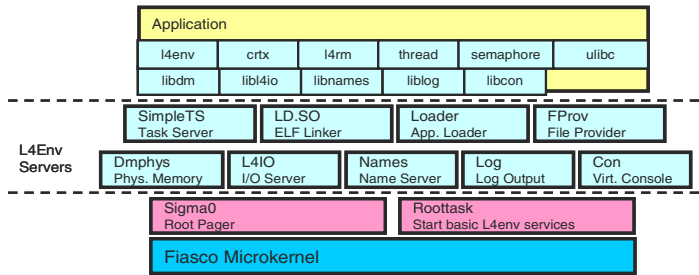 Application
l4env crtx l4rm thread semaphore ulibc
libdm libl4io libnames liblog libcon
SimpleTS LD.SO Loader FProv
Task Server ELF Linker App. Loader File Provider
L4Env
Servers
Dmphys L4IO Names Log Con
Phys. Memory I/O Server Name Server Log Output Virt. Console
Sigma0 Roottask
Root Pager Start basic L4env services
Fiasco Microkernel